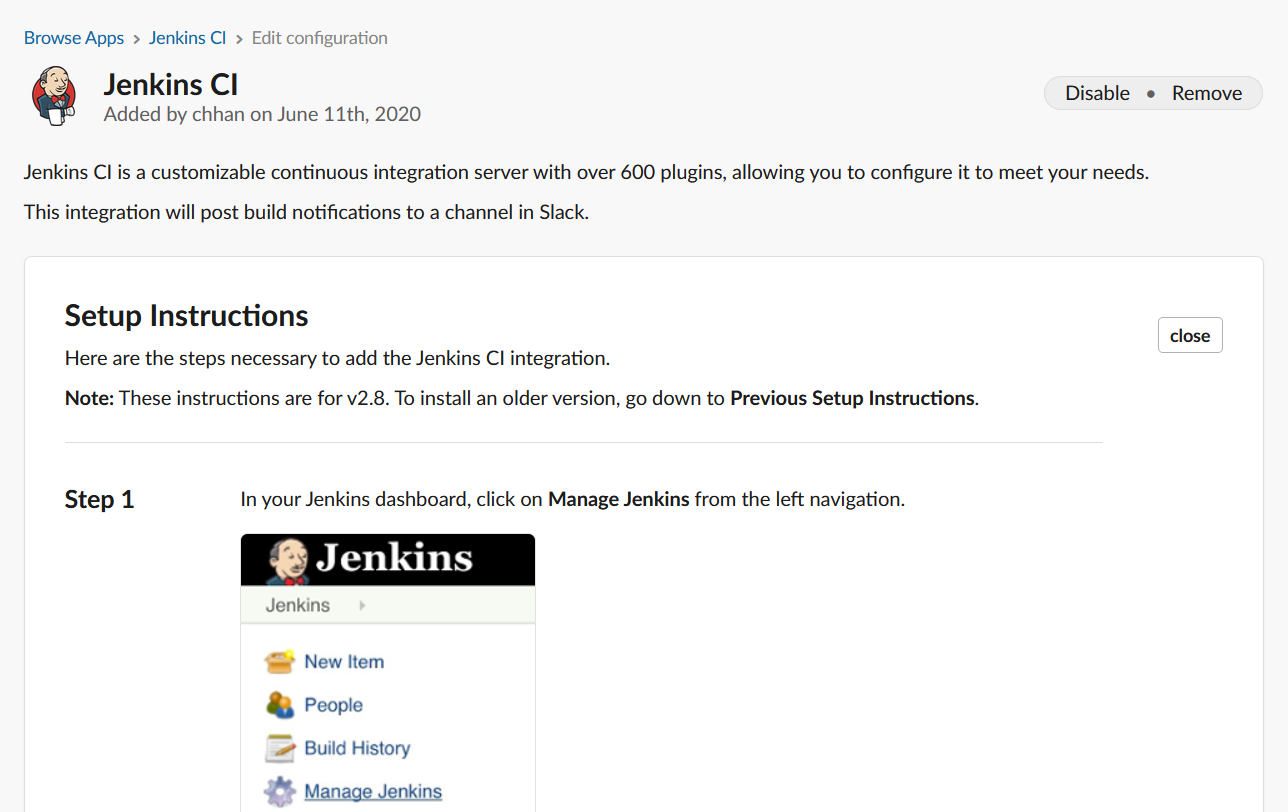 Browse Apps > Jenkins CI > Edit configuration
Jenkins CI
Added by chhan on June 11th, 2020
Disable • Remove
Jenkins CI is a customizable continuous integration server with over 600 plugins, allowing you to configure it to meet your needs.
This integration will post build notifications to a channel in Slack.
Setup Instructions
close
Here are the steps necessary to add the Jenkins CI integration.
Note: These instructions are for v2.8. To install an older version, go down to Previous Setup Instructions.
Step 1
In your Jenkins dashboard, click on Manage Jenkins from the left navigation.
Jenkins
Jenkins
New Item
People
Build History
Manage Jenkins